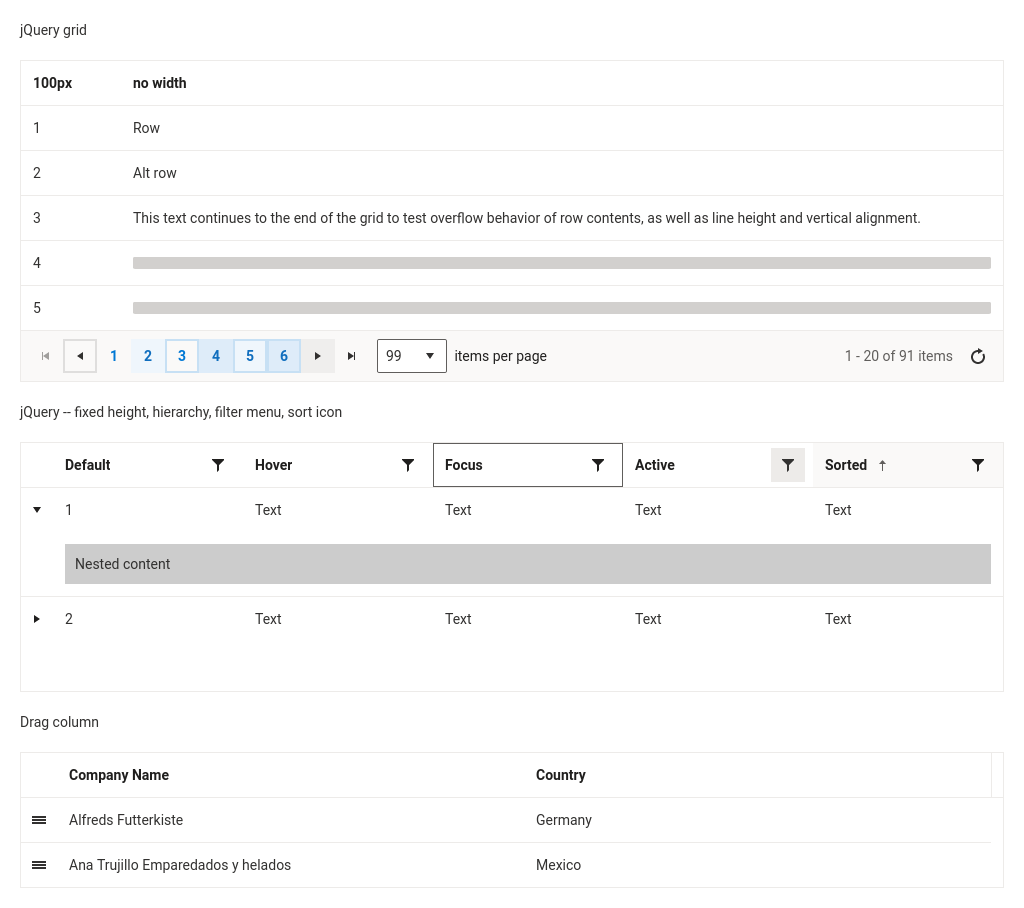 jQuery grid
100px no width
1 Row
2 Alt row
3 This text continues to the end of the grid to test overflow behavior of row contents, as well as line height and vertical alignment.
4
5
1 2 3 4 5 6 99 items per page 1 - 20 of 91 items
jQuery -- fixed height, hierarchy, filter menu, sort icon
Default Hover Focus Active Sorted
1 Text Text Text Text
Nested content
2 Text Text Text Text
Drag column
Company Name Country
Alfreds Futterkiste Germany
Ana Trujillo Emparedados y helados Mexico